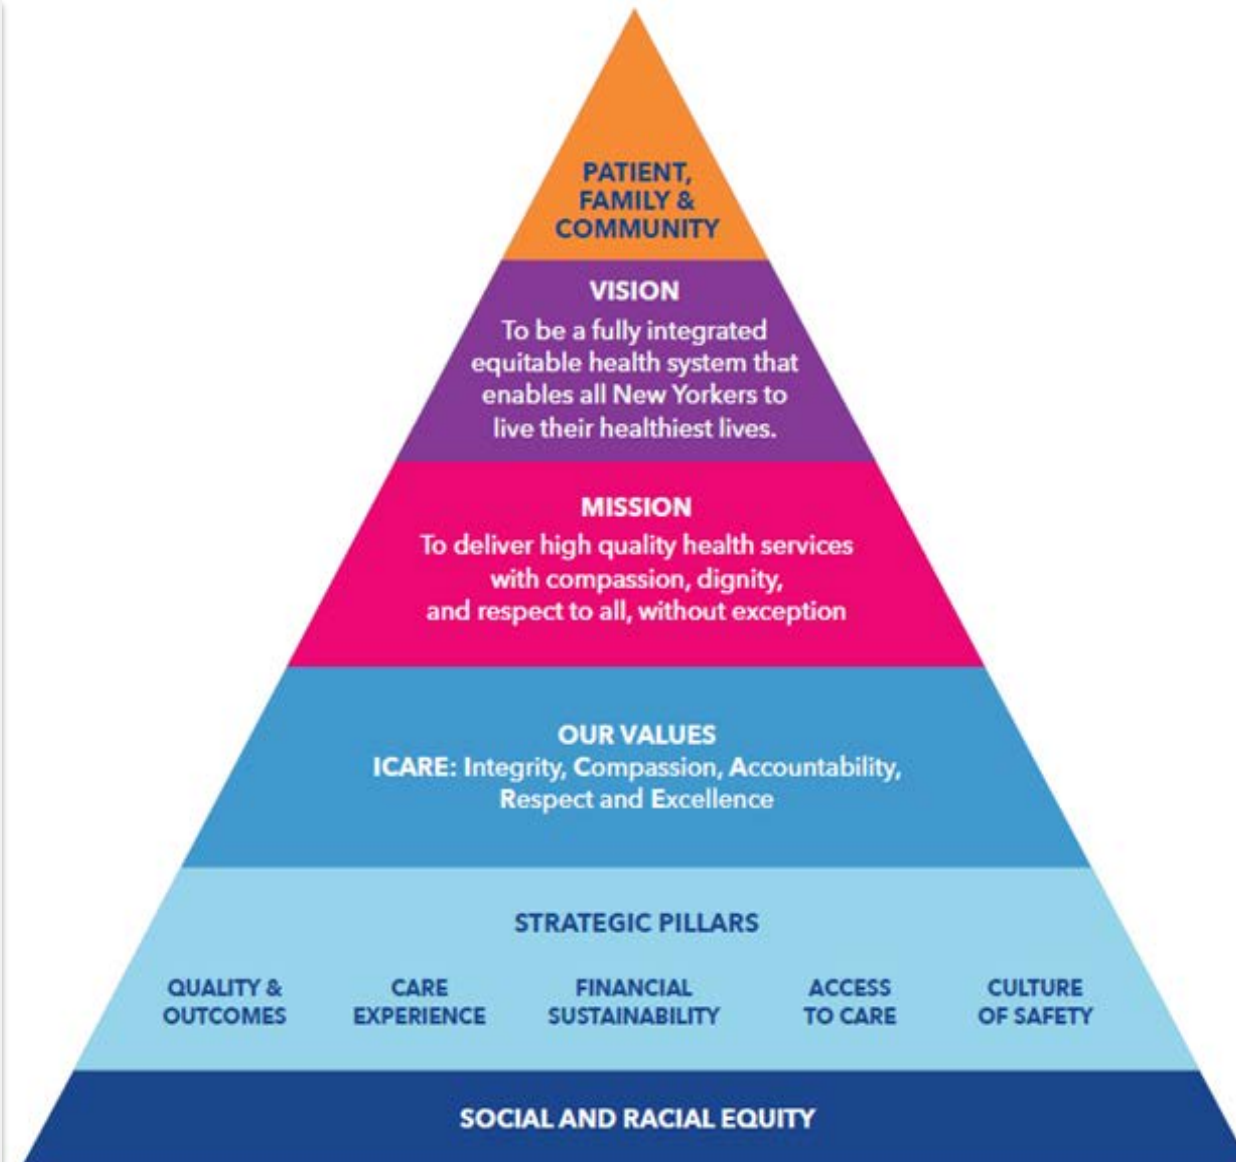 PATIENT,
FAMILY &
COMMUNITY
VISION
To be a fully integrated
equitable health system that
enables all New Yorkers to
live their healthiest lives.
MISSION
To deliver high quality health services
with compassion, dignity,
and respect to all, without exception
OUR VALUES
ICARE: Integrity, Compassion, Accountability,
Respect and Excellence
STRATEGIC PILLARS
QUALITY &
OUTCOMES
CARE
EXPERIENCE
FINANCIAL
SUSTAINABILITY
ACCESS
TO CARE
CULTURE
OF SAFETY
SOCIAL AND RACIAL EQUITY